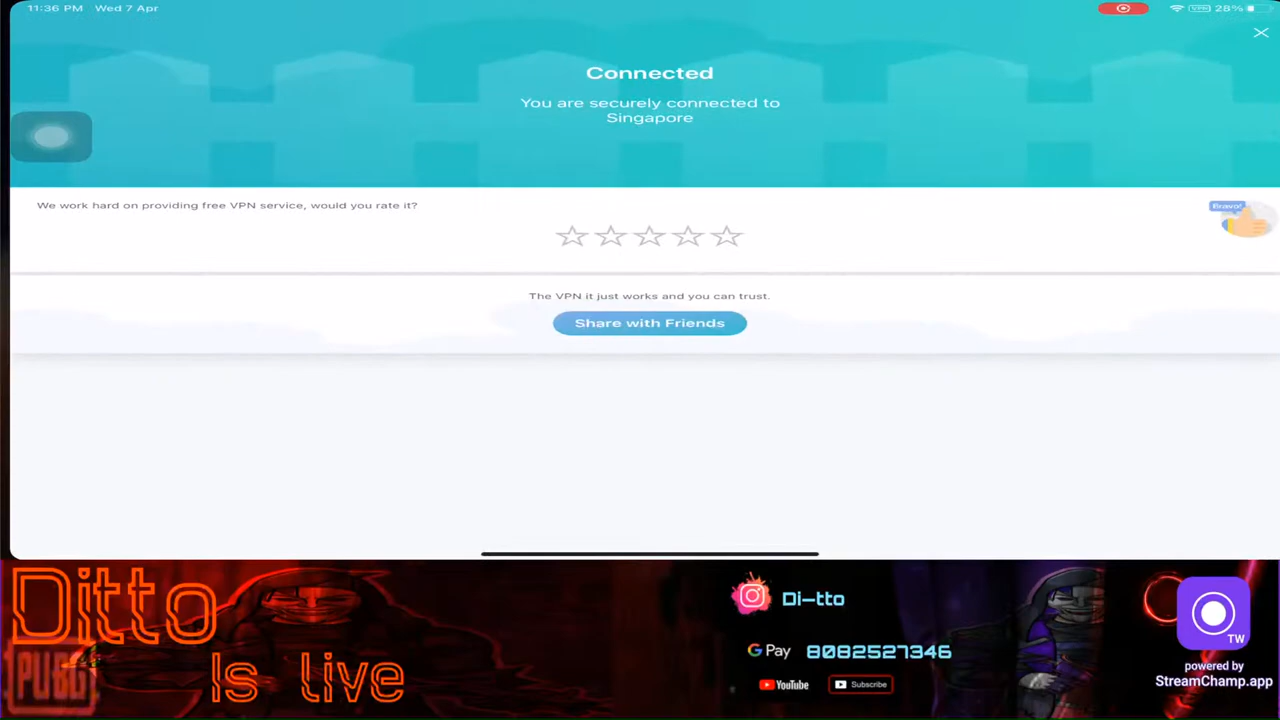 11:36 PM Wed 7 Apr
VPN 28%
Connected
You are securely connected to
Singapore
We work hard on providing free VPN service, would you rate it?
Bravo!
The VPN it just works and you can trust.
Share with Friends
Ditto
Is live
PUBG
Di-tto
G Pay 8082527346
YouTube Subscribe
TW
powered by
StreamChamp.app